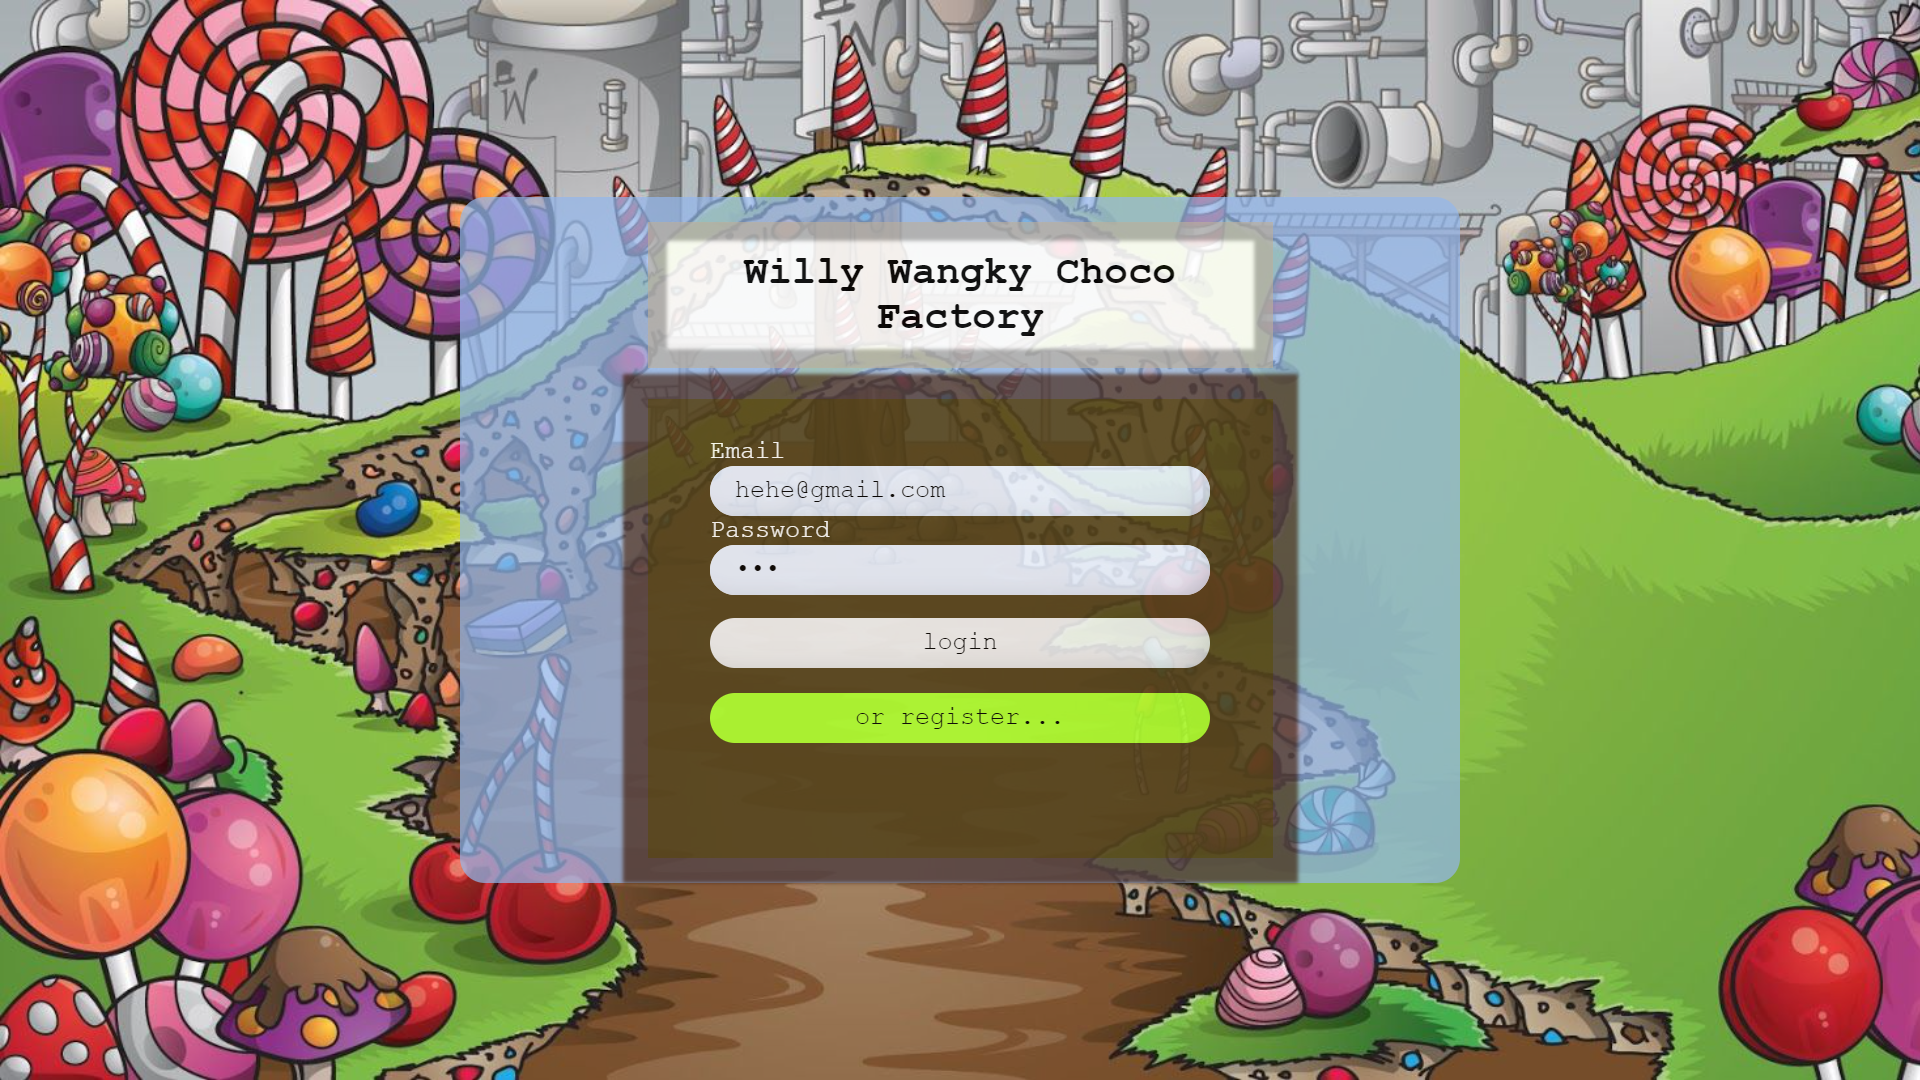 W
W
Willy Wangky Choco
Factory
Email
hehe@gmail.com
Password
•••
login
or register...